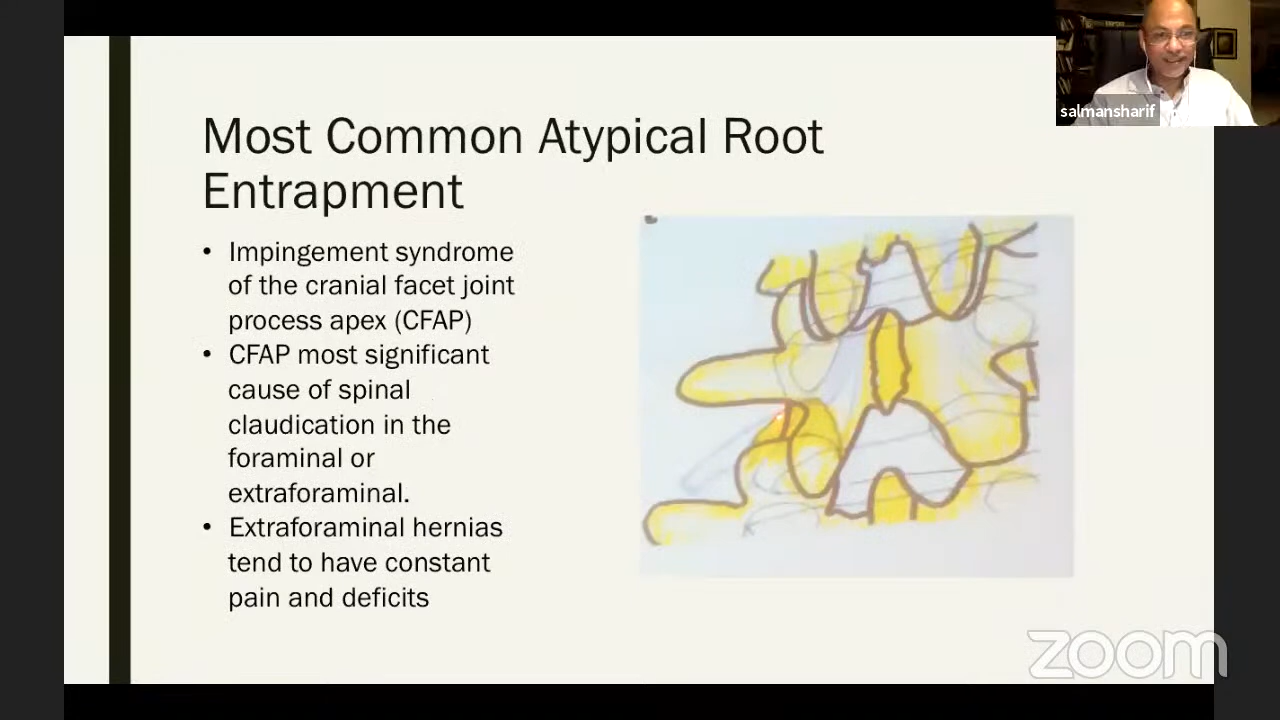 salmansharif
Most Common Atypical Root
Entrapment
• Impingement syndrome
of the cranial facet joint
process apex (CFAP)
• CFAP most significant
cause of spinal
claudication in the
foraminal or
extraforaminal.
• Extraforaminal hernias
tend to have constant
pain and deficits
zoom